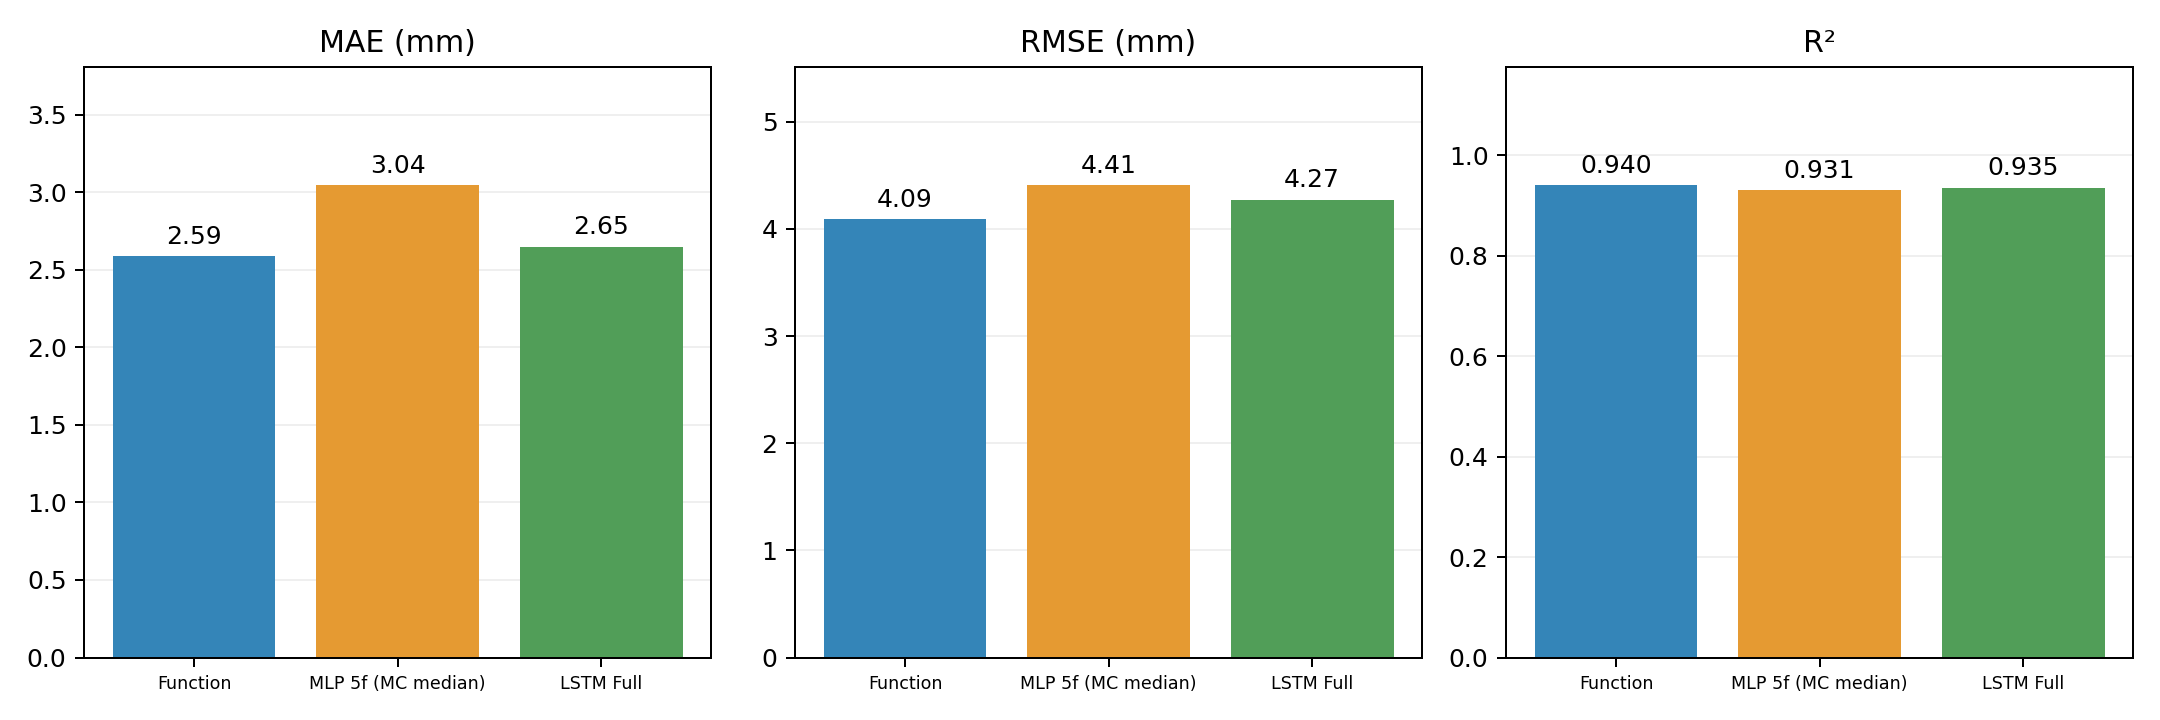 MAE (mm)
3.5
3.0
2.5
2.0
1.5
1.0
0.5
0.0
2.59
3.04
2.65
Function
MLP 5f (MC median)
LSTM Full
RMSE (mm)
5
4
3
2
1
0
4.09
4.41
4.27
Function
MLP 5f (MC median)
LSTM Full
R²
1.0
0.8
0.6
0.4
0.2
0.0
0.940
0.931
0.935
Function
MLP 5f (MC median)
LSTM Full